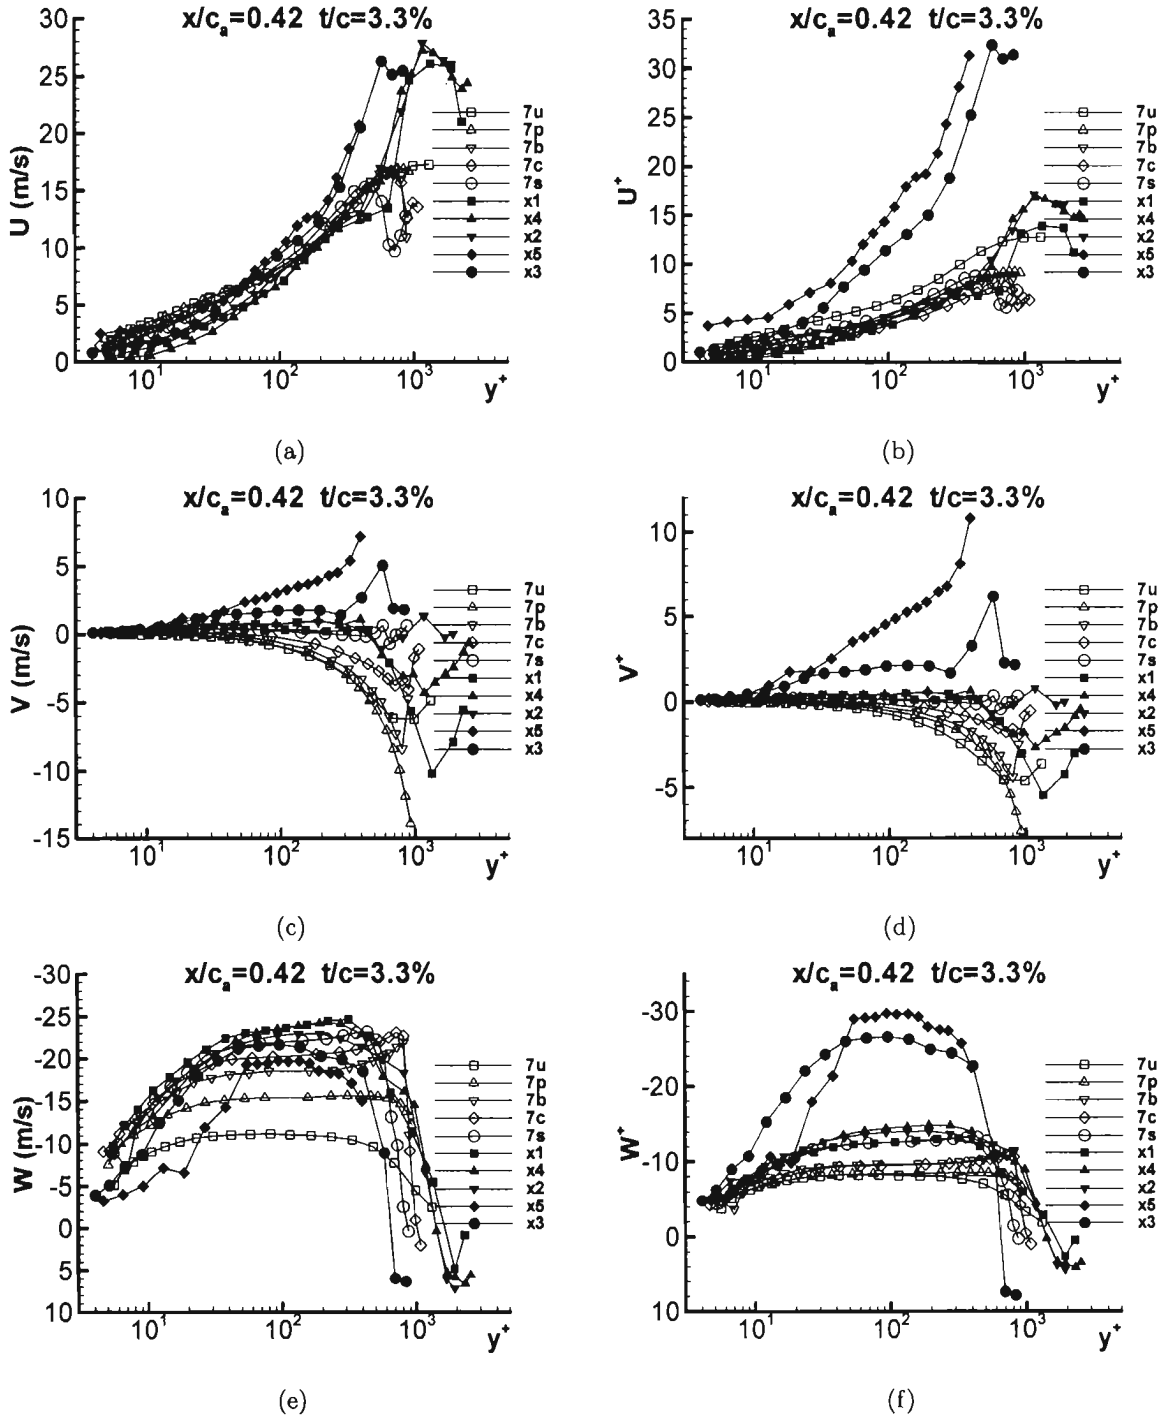 x/cₐ=0.42 t/c=3.3%
U (m/s)
30
25
20
15
10
5
0
10¹
10²
10³
y⁺
7u
7p
7b
7c
7s
x1
x4
x2
x5
x3
(a)
x/cₐ=0.42 t/c=3.3%
U⁺
35
30
25
20
15
10
5
0
10¹
10²
10³
y⁺
7u
7p
7b
7c
7s
x1
x4
x2
x5
x3
(b)
x/cₐ=0.42 t/c=3.3%
V (m/s)
10
5
0
-5
-10
-15
10¹
10²
10³
y⁺
7u
7p
7b
7c
7s
x1
x4
x2
x5
x3
(c)
x/cₐ=0.42 t/c=3.3%
V⁺
10
5
0
-5
10¹
10²
10³
y⁺
7u
7p
7b
7c
7s
x1
x4
x2
x5
x3
(d)
x/cₐ=0.42 t/c=3.3%
W (m/s)
-30
-25
-20
-15
-10
-5
0
5
10
10¹
10²
10³
y⁺
7u
7p
7b
7c
7s
x1
x4
x2
x5
x3
(e)
x/cₐ=0.42 t/c=3.3%
W⁺
-30
-20
-10
0
10
10¹
10²
10³
y⁺
7u
7p
7b
7c
7s
x1
x4
x2
x5
x3
(f)